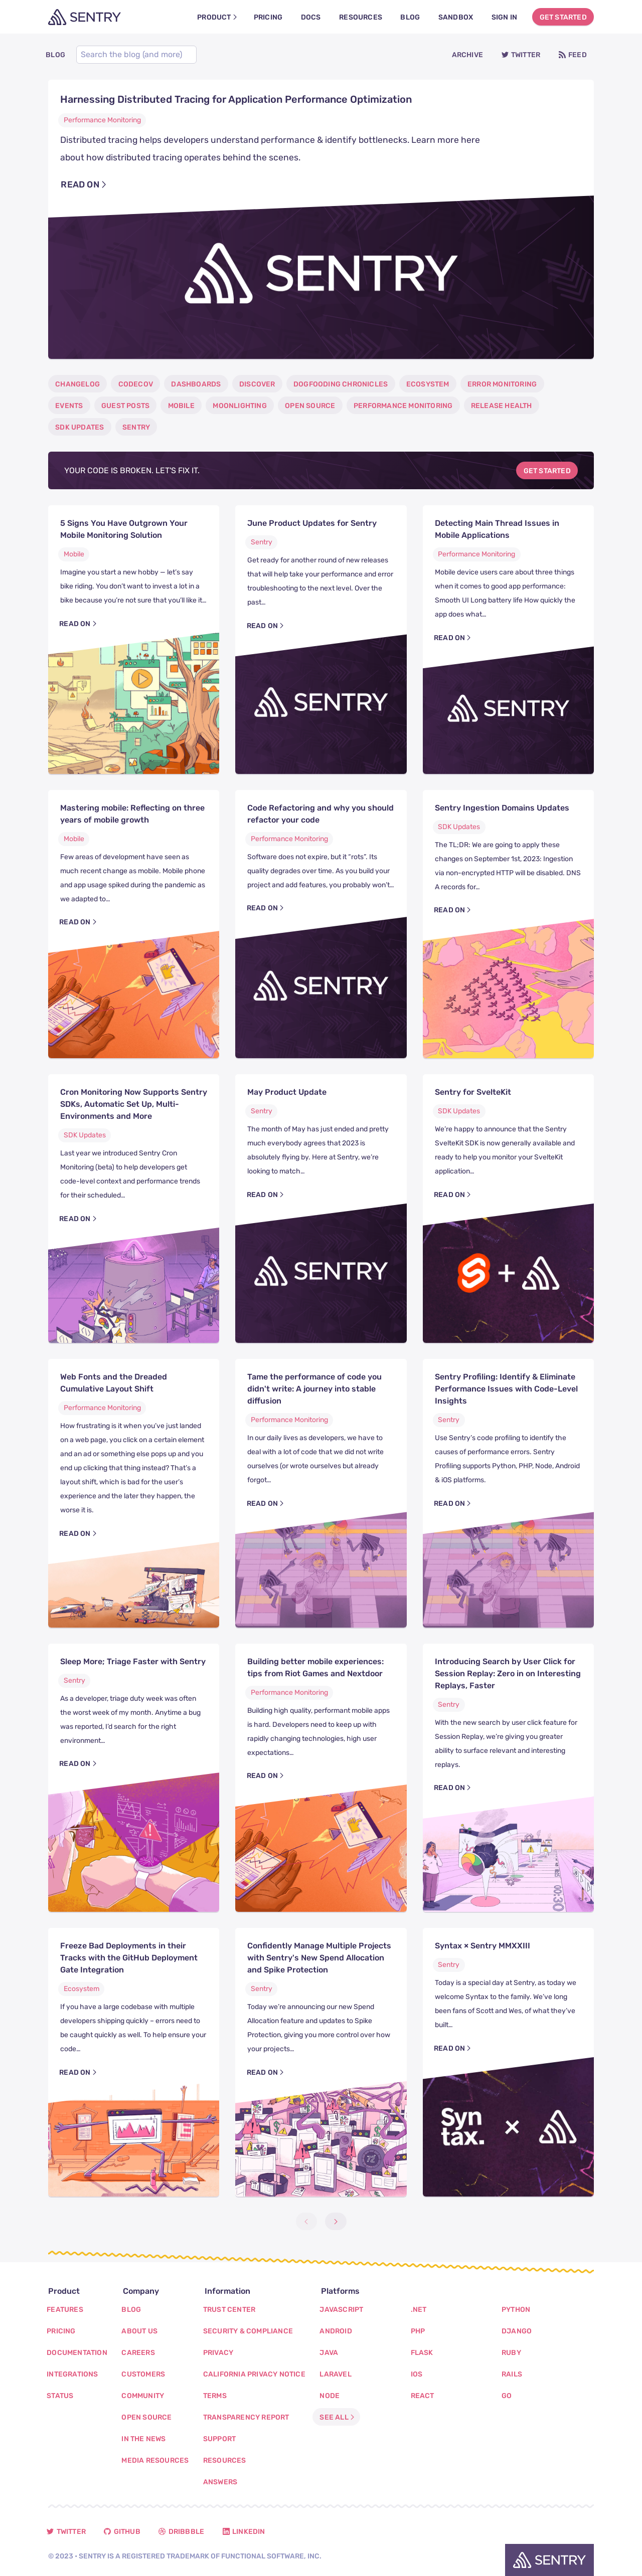 SENTRY
PRODUCT
PRICING
DOCS
RESOURCES
BLOG
SANDBOX
SIGN IN
GET STARTED
BLOG
Search the blog (and more)
ARCHIVE
TWITTER
FEED
Harnessing Distributed Tracing for Application Performance Optimization
Performance Monitoring
Distributed tracing helps developers understand performance & identify bottlenecks. Learn more here
about how distributed tracing operates behind the scenes.
READ ON
SENTRY
CHANGELOG
CODECOV
DASHBOARDS
DISCOVER
DOGFOODING CHRONICLES
ECOSYSTEM
ERROR MONITORING
EVENTS
GUEST POSTS
MOBILE
MOONLIGHTING
OPEN SOURCE
PERFORMANCE MONITORING
RELEASE HEALTH
SDK UPDATES
SENTRY
YOUR CODE IS BROKEN. LET'S FIX IT.
GET STARTED
5 Signs You Have Outgrown Your
Mobile Monitoring Solution
Mobile
Imagine you start a new hobby — let's say
bike riding. You don't want to invest a lot in a
bike because you're not sure that you'll like it…
READ ON
June Product Updates for Sentry
Sentry
Get ready for another round of new releases
that will help take your performance and error
troubleshooting to the next level. Over the
past…
READ ON
SENTRY
Detecting Main Thread Issues in
Mobile Applications
Performance Monitoring
Mobile device users care about three things
when it comes to good app performance:
Smooth UI Long battery life How quickly the
app does what…
READ ON
SENTRY
Mastering mobile: Reflecting on three
years of mobile growth
Mobile
Few areas of development have seen as
much recent change as mobile. Mobile phone
and app usage spiked during the pandemic as
we adapted to…
READ ON
Code Refactoring and why you should
refactor your code
Performance Monitoring
Software does not expire, but it "rots". Its
quality degrades over time. As you build your
project and add features, you probably won't…
READ ON
SENTRY
Sentry Ingestion Domains Updates
SDK Updates
The TL;DR: We are going to apply these
changes on September 1st, 2023: Ingestion
via non-encrypted HTTP will be disabled. DNS
A records for…
READ ON
Cron Monitoring Now Supports Sentry
SDKs, Automatic Set Up, Multi-
Environments and More
SDK Updates
Last year we introduced Sentry Cron
Monitoring (beta) to help developers get
code-level context and performance trends
for their scheduled…
READ ON
May Product Update
Sentry
The month of May has just ended and pretty
much everybody agrees that 2023 is
absolutely flying by. Here at Sentry, we're
looking to match…
READ ON
SENTRY
Sentry for SvelteKit
SDK Updates
We're happy to announce that the Sentry
SvelteKit SDK is now generally available and
ready to help you monitor your SvelteKit
application…
READ ON
+
Web Fonts and the Dreaded
Cumulative Layout Shift
Performance Monitoring
How frustrating is it when you've just landed
on a web page, you click on a certain element
and an ad or something else pops up and you
end up clicking that thing instead? That's a
layout shift, which is bad for the user's
experience and the later they happen, the
worse it is.
READ ON
Tame the performance of code you
didn't write: A journey into stable
diffusion
Performance Monitoring
In our daily lives as developers, we have to
deal with a lot of code that we did not write
ourselves (or wrote ourselves but already
forgot…
READ ON
Sentry Profiling: Identify & Eliminate
Performance Issues with Code-Level
Insights
Sentry
Use Sentry's code profiling to identify the
causes of performance errors. Sentry
Profiling supports Python, PHP, Node, Android
& iOS platforms.
READ ON
Sleep More; Triage Faster with Sentry
Sentry
As a developer, triage duty week was often
the worst week of my month. Anytime a bug
was reported, I'd search for the right
environment…
READ ON
Building better mobile experiences:
tips from Riot Games and Nextdoor
Performance Monitoring
Building high quality, performant mobile apps
is hard. Developers need to keep up with
rapidly changing technologies, high user
expectations…
READ ON
Introducing Search by User Click for
Session Replay: Zero in on Interesting
Replays, Faster
Sentry
With the new search by user click feature for
Session Replay, we're giving you greater
ability to surface relevant and interesting
replays.
READ ON
Freeze Bad Deployments in their
Tracks with the GitHub Deployment
Gate Integration
Ecosystem
If you have a large codebase with multiple
developers shipping quickly – errors need to
be caught quickly as well. To help ensure your
code…
READ ON
Confidently Manage Multiple Projects
with Sentry's New Spend Allocation
and Spike Protection
Sentry
Today we're announcing our new Spend
Allocation feature and updates to Spike
Protection, giving you more control over how
your projects…
READ ON
Syntax × Sentry MMXXIII
Sentry
Today is a special day at Sentry, as today we
welcome Syntax to the family. We've long
been fans of Scott and Wes, of what they've
built…
READ ON
Syn
tax.
×
Product
FEATURES
PRICING
DOCUMENTATION
INTEGRATIONS
STATUS
Company
BLOG
ABOUT US
CAREERS
CUSTOMERS
COMMUNITY
OPEN SOURCE
IN THE NEWS
MEDIA RESOURCES
Information
TRUST CENTER
SECURITY & COMPLIANCE
PRIVACY
CALIFORNIA PRIVACY NOTICE
TERMS
TRANSPARENCY REPORT
SUPPORT
RESOURCES
ANSWERS
Platforms
JAVASCRIPT
ANDROID
JAVA
LARAVEL
NODE
SEE ALL
.NET
PHP
FLASK
IOS
REACT
PYTHON
DJANGO
RUBY
RAILS
GO
TWITTER
GITHUB
DRIBBBLE
LINKEDIN
© 2023 • SENTRY IS A REGISTERED TRADEMARK OF FUNCTIONAL SOFTWARE, INC.
SENTRY